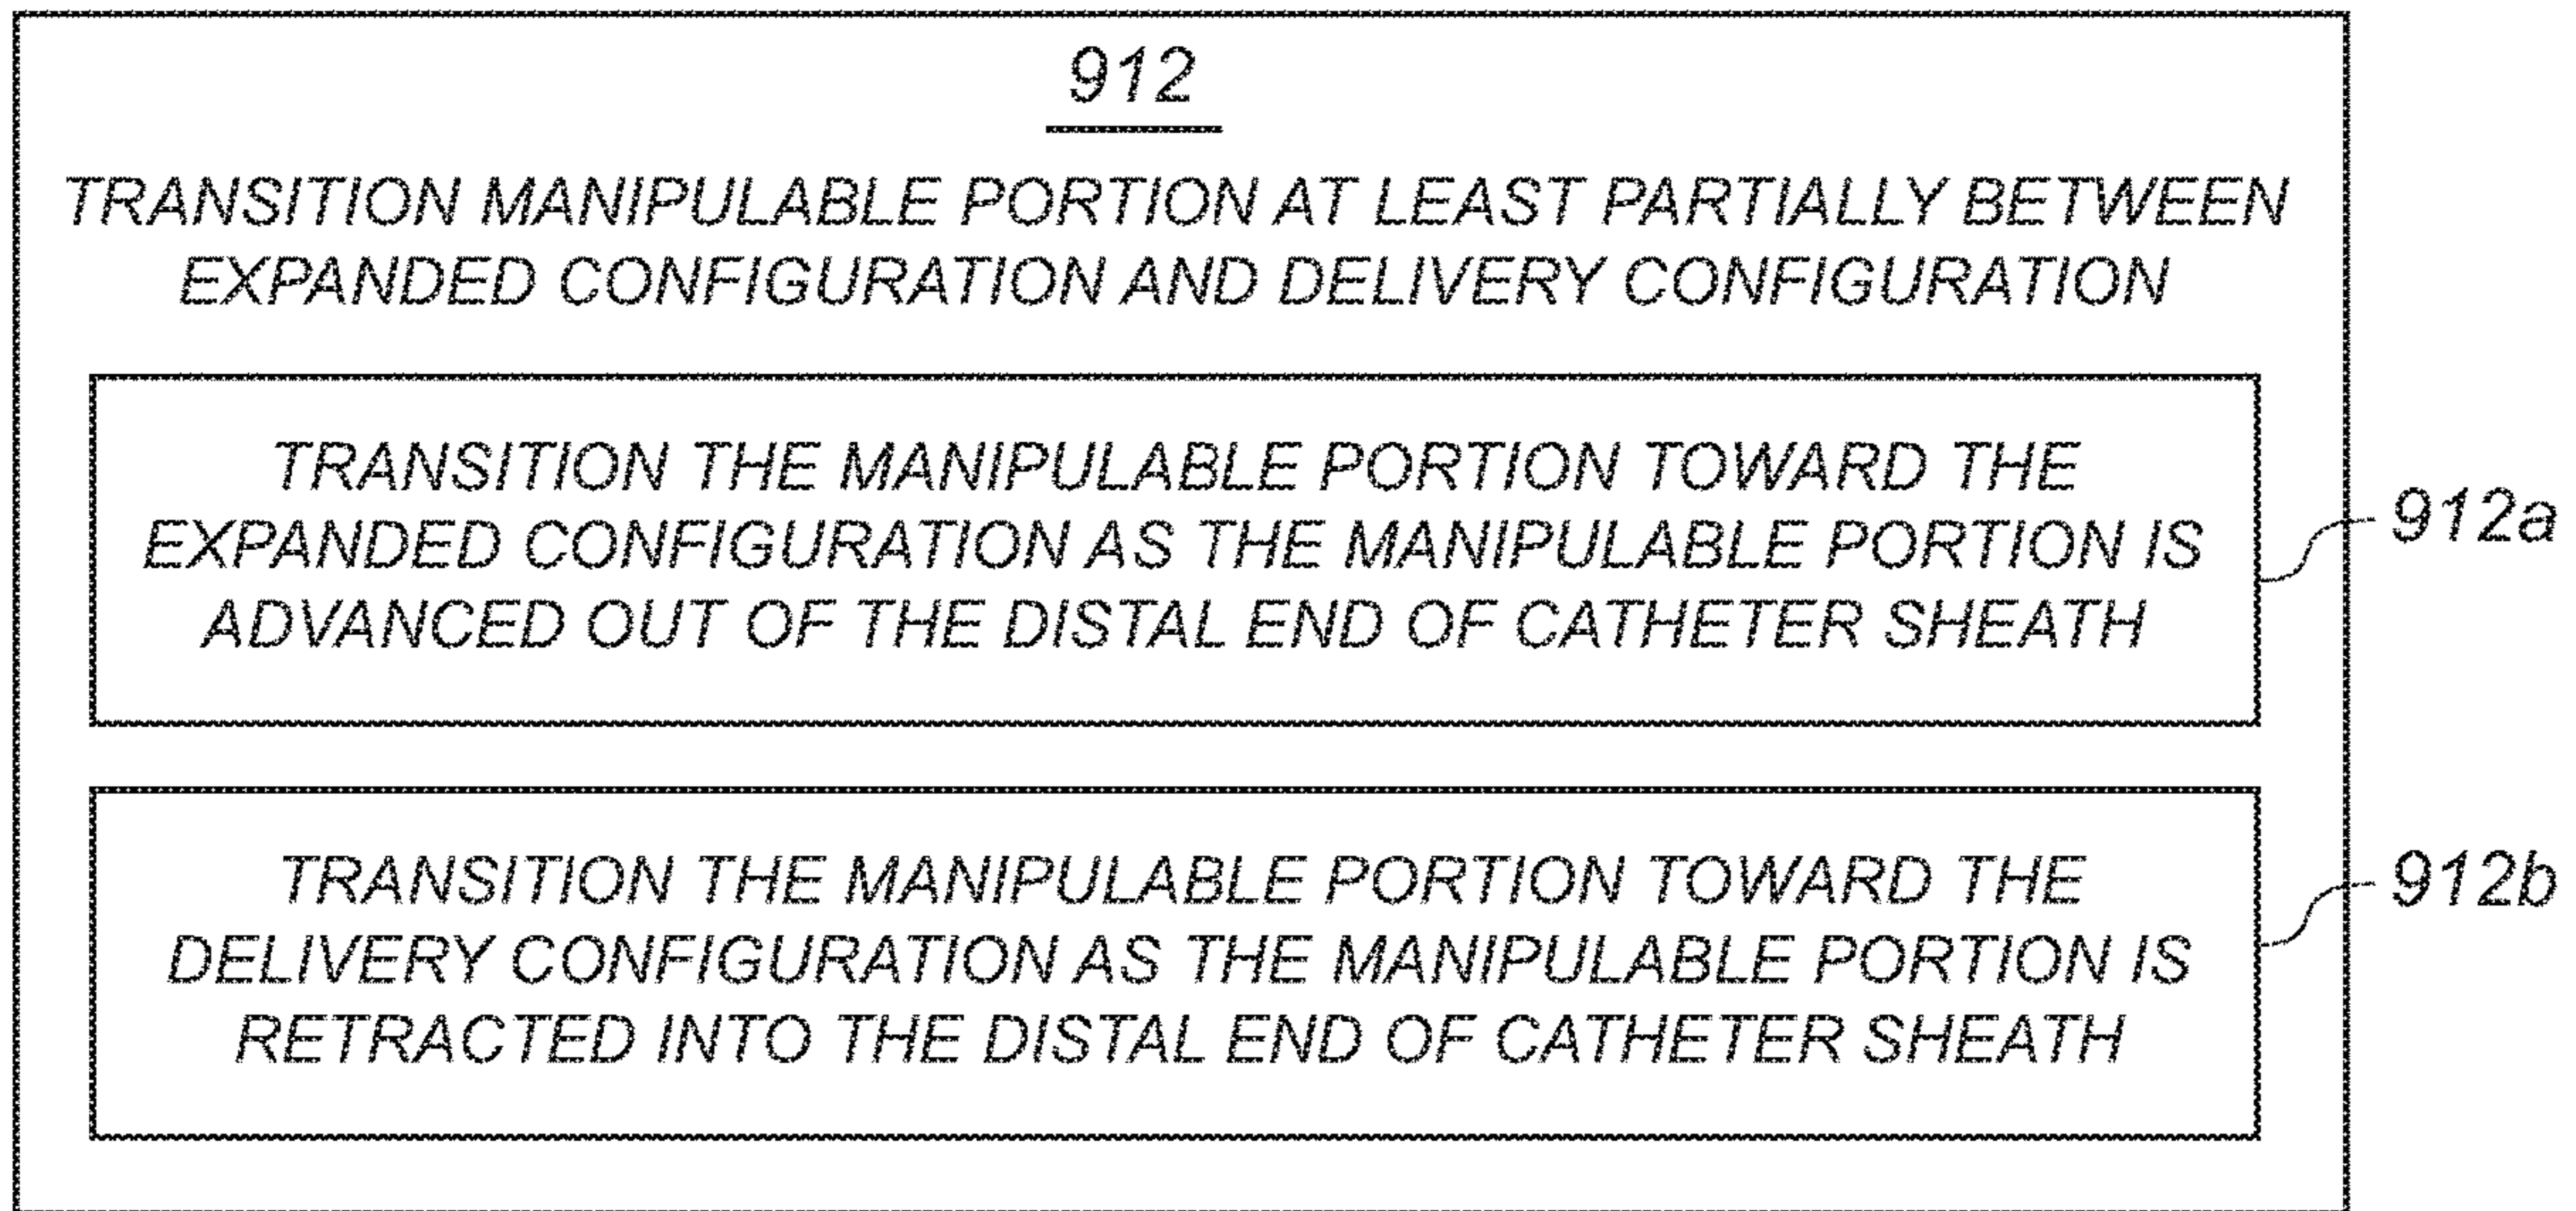 912
TRANSITION MANIPULABLE PORTION AT LEAST PARTIALLY BETWEEN
EXPANDED CONFIGURATION AND DELIVERY CONFIGURATION
TRANSITION THE MANIPULABLE PORTION TOWARD THE
EXPANDED CONFIGURATION AS THE MANIPULABLE PORTION IS
ADVANCED OUT OF THE DISTAL END OF CATHETER SHEATH
912a
TRANSITION THE MANIPULABLE PORTION TOWARD THE
DELIVERY CONFIGURATION AS THE MANIPULABLE PORTION IS
RETRACTED INTO THE DISTAL END OF CATHETER SHEATH
912b